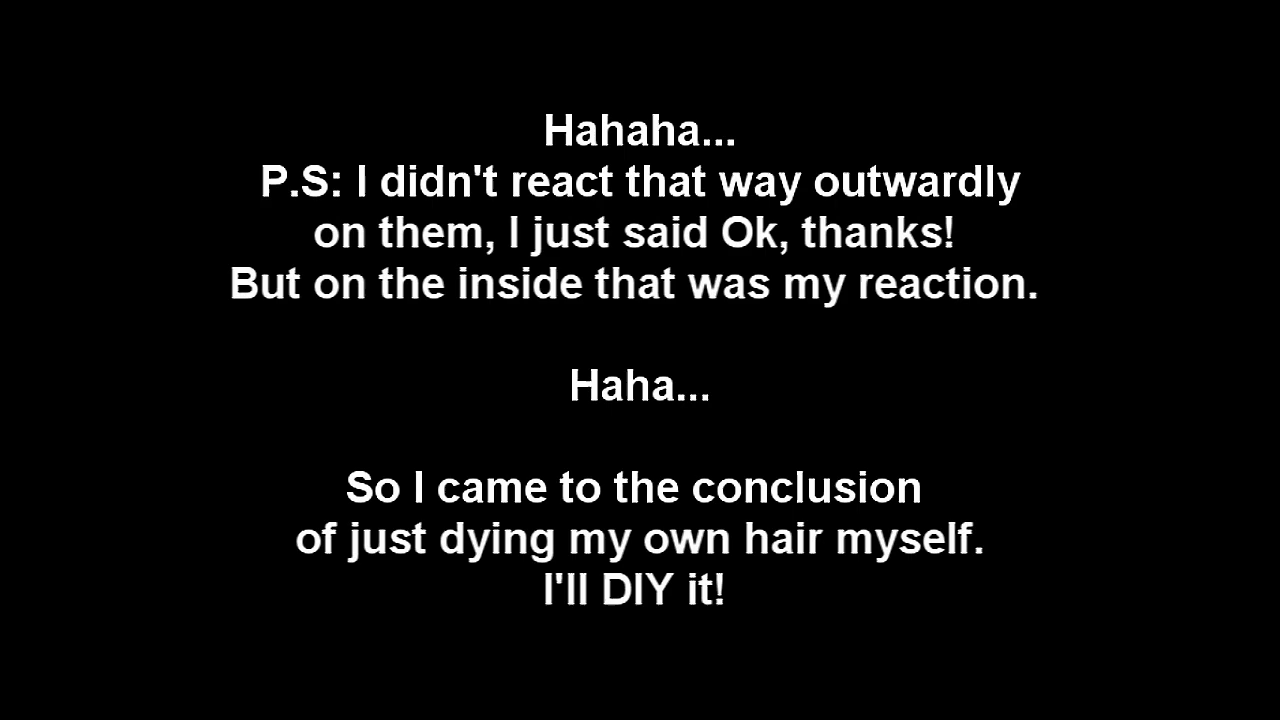 Hahaha...
P.S: I didn't react that way outwardly
on them, I just said Ok, thanks!
But on the inside that was my reaction.
Haha...
So I came to the conclusion
of just dying my own hair myself.
I'll DIY it!